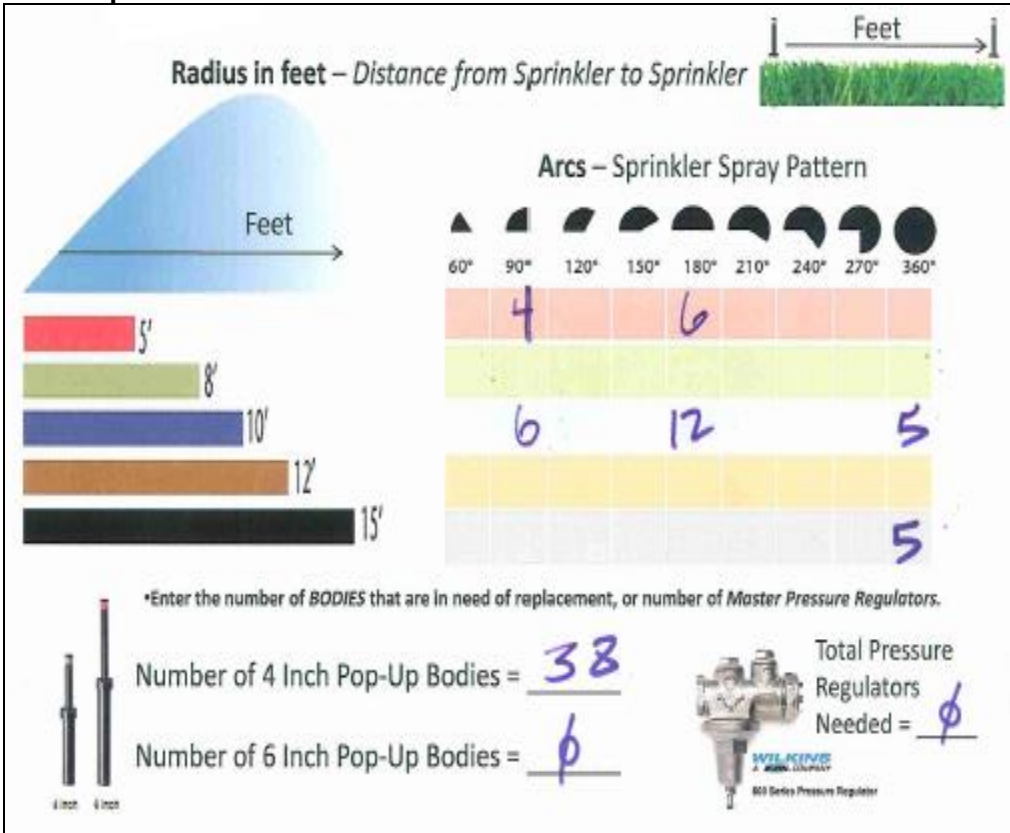 Feet
Radius in feet – Distance from Sprinkler to Sprinkler
Arcs – Sprinkler Spray Pattern
Feet
60° 90° 120° 150° 180° 210° 240° 270° 360°
4 6
5'
8'
10' 6 12 5
12'
15' 5
•Enter the number of BODIES that are in need of replacement, or number of Master Pressure Regulators.
Number of 4 Inch Pop-Up Bodies = 38
Number of 6 Inch Pop-Up Bodies = ϕ
Total Pressure
Regulators
Needed = ϕ
WILKINS
A ZURN COMPANY
600 Series Pressure Regulator
4 Inch 6 Inch